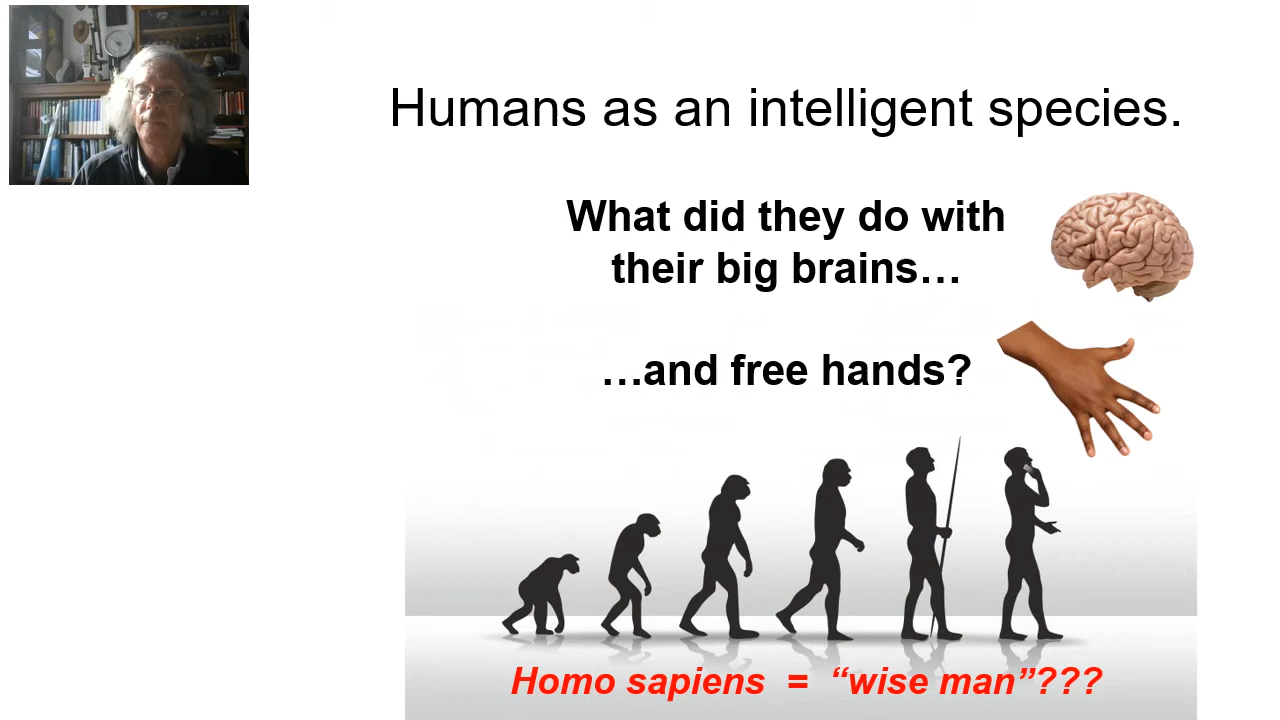 Humans as an intelligent species.
What did they do with
their big brains…
…and free hands?
Homo sapiens = “wise man”???